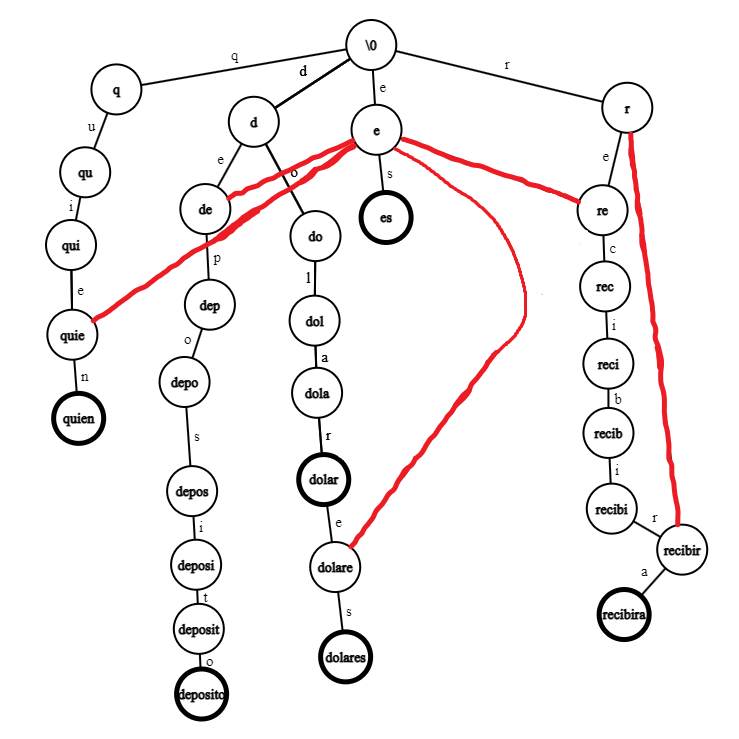 \0
q
d
e
r
q
d
e
r
u
e
o
s
e
qu
de
es
re
i
p
do
c
qui
dep
l
rec
e
o
dol
i
quie
depo
a
reci
n
s
dola
b
quien
depos
r
recib
i
dolar
i
deposi
e
recibi
r
t
dolare
recibir
deposit
s
a
o
dolares
recibira
deposito